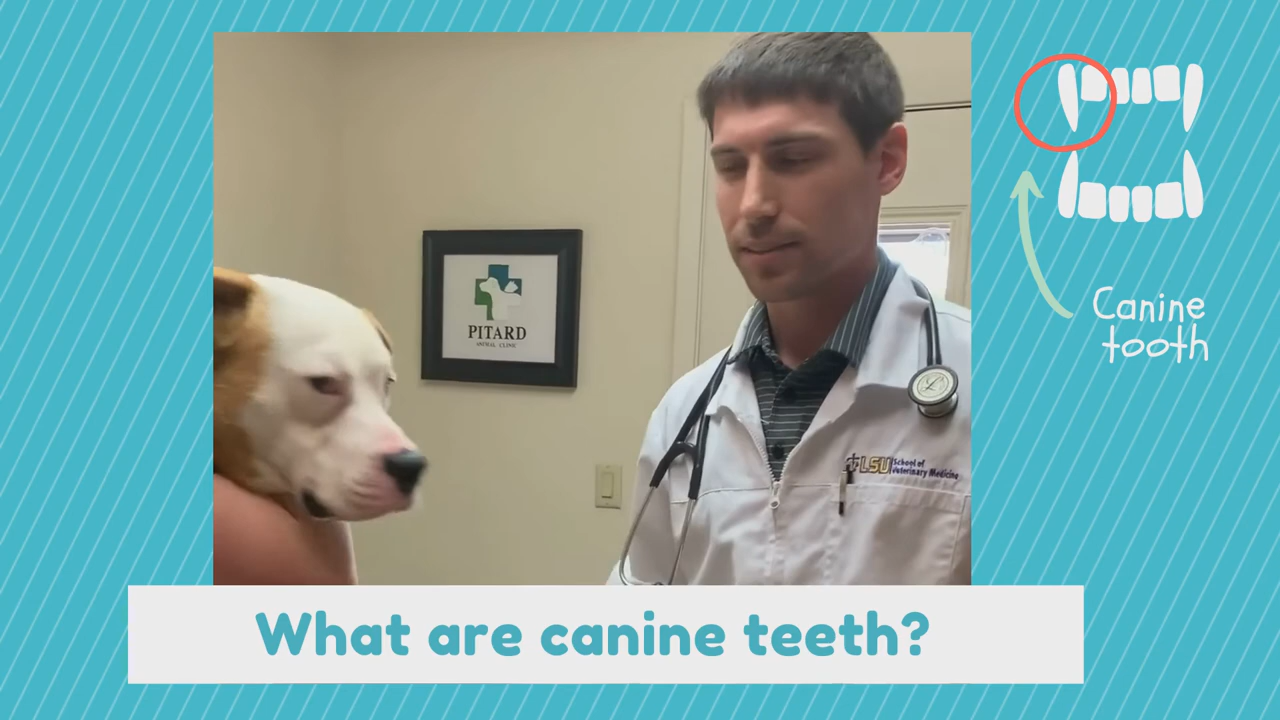 PITARD
ANIMAL CLINIC
LSU School of
Veterinary Medicine
Canine
tooth
What are canine teeth?